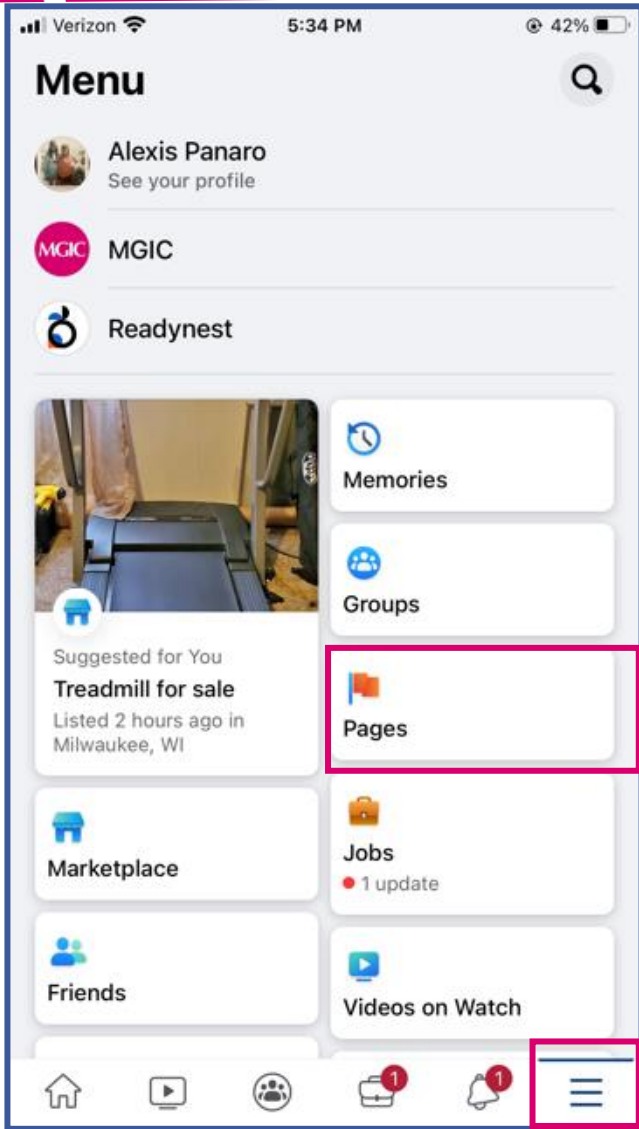 Verizon 5:34 PM 42%
Menu
Alexis Panaro
See your profile
MGIC MGIC
Readynest
Memories
Groups
Suggested for You
Treadmill for sale
Listed 2 hours ago in
Milwaukee, WI
Pages
Marketplace
Jobs
1 update
Friends
Videos on Watch
1 1